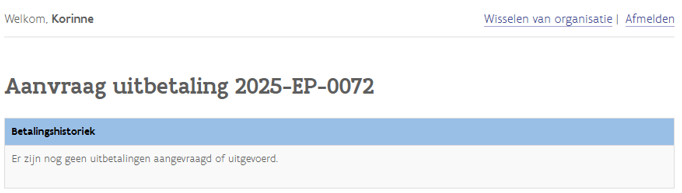 Welkom, Korinne
Wisselen van organisatie | Afmelden
Aanvraag uitbetaling 2025-EP-0072
Betalingshistoriek
Er zijn nog geen uitbetalingen aangevraagd of uitgevoerd.